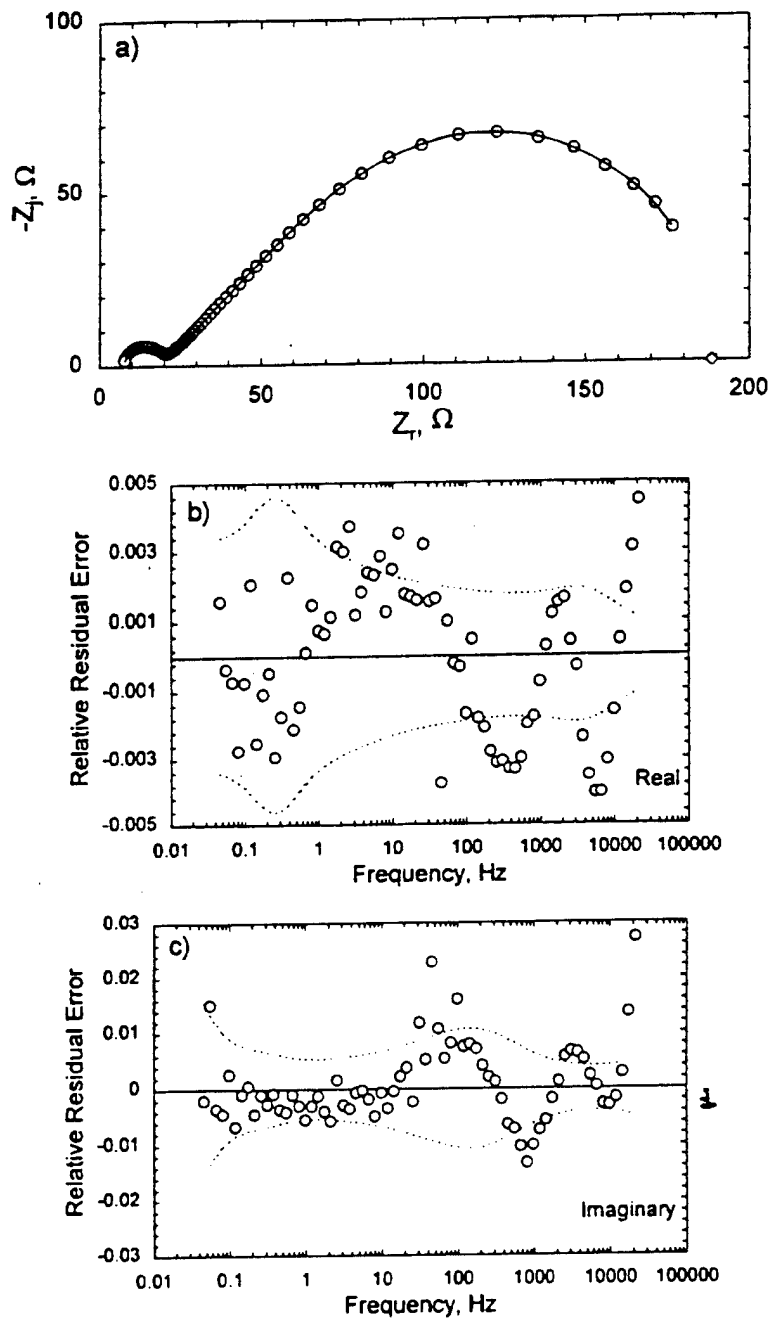 100
a)
-Zj, Ω
50
0
0 50 100 150 200
Zr, Ω
0.005
b)
0.003
0.001
-0.001
-0.003
-0.005
Relative Residual Error
Real
0.01 0.1 1 10 100 1000 10000 100000
Frequency, Hz
0.03
c)
0.02
0.01
0
-0.01
-0.02
-0.03
Relative Residual Error
Imaginary
0.01 0.1 1 10 100 1000 10000 100000
Frequency, Hz